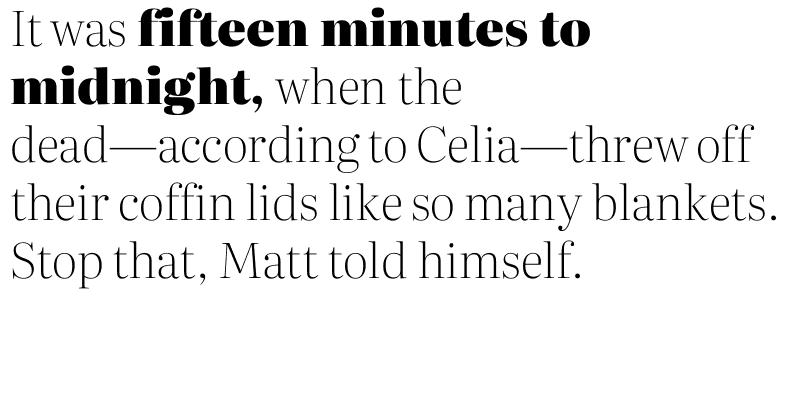 It was fifteen minutes to
midnight, when the
dead—according to Celia—threw off
their coffin lids like so many blankets.
Stop that, Matt told himself.